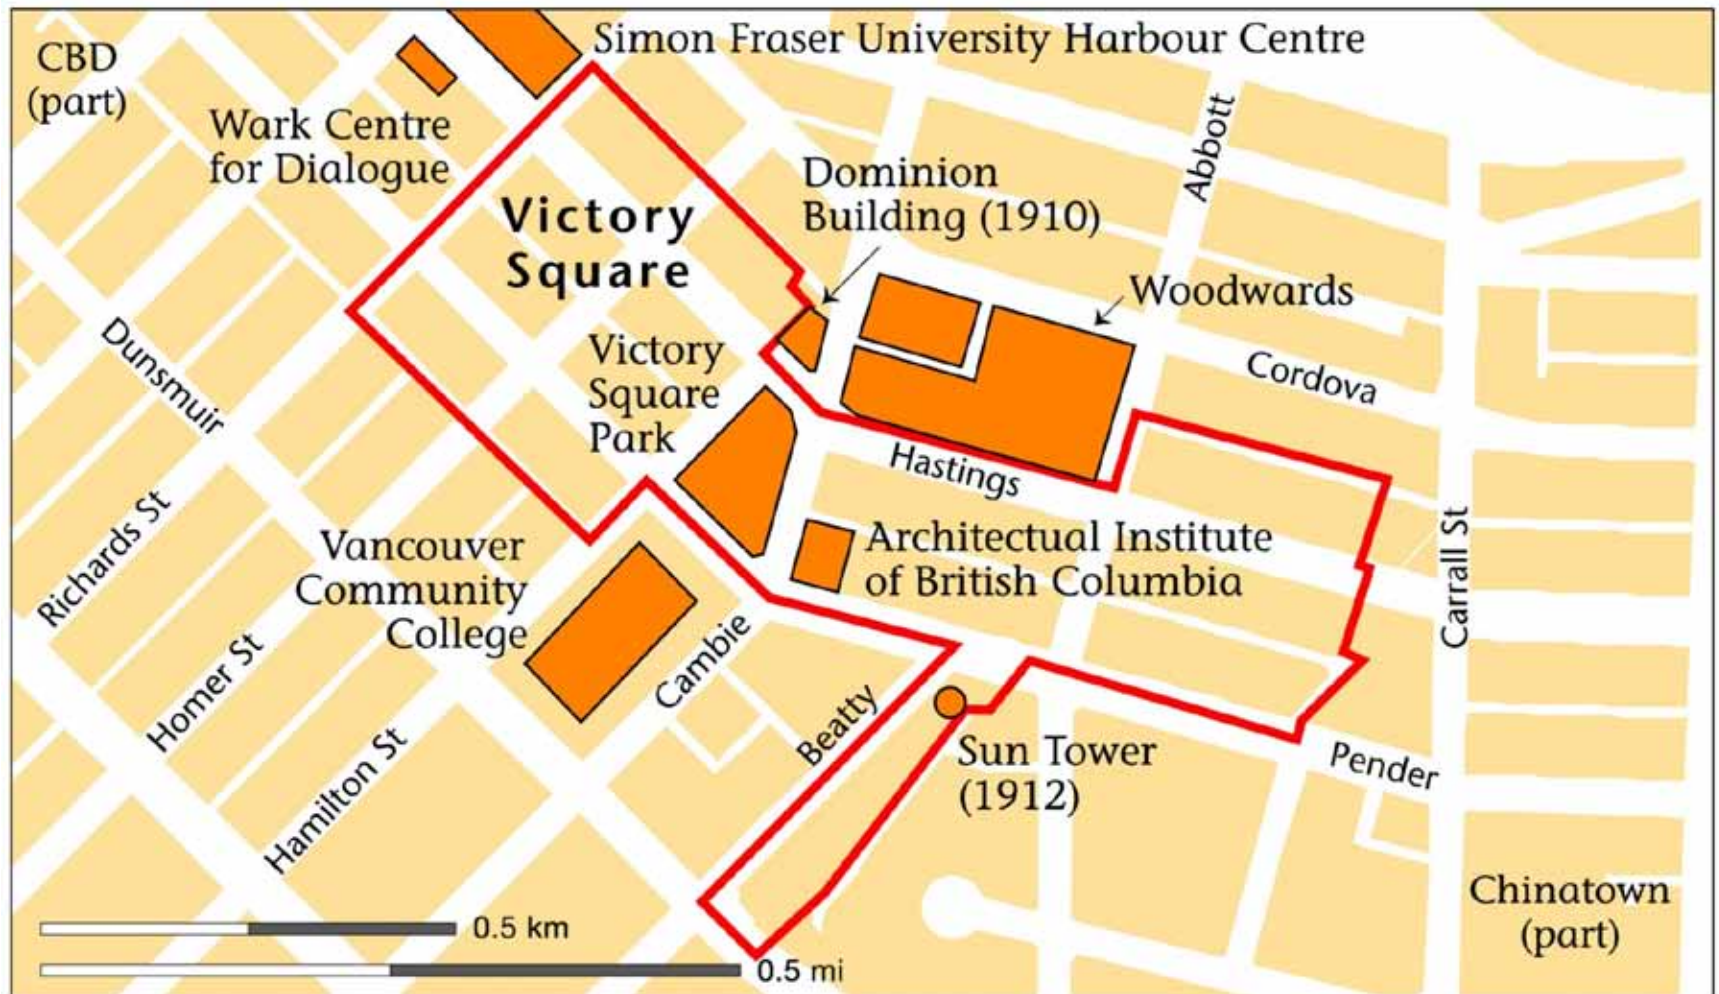 CBD
(part)
Simon Fraser University Harbour Centre
Wark Centre
for Dialogue
Victory
Square
Dominion
Building (1910)
Abbott
Woodwards
Victory
Square
Park
Cordova
Dunsmuir
Hastings
Richards St
Vancouver
Community
College
Architectual Institute
of British Columbia
Carrall St
Homer St
Cambie
Beatty
Hamilton St
Sun Tower
(1912)
Pender
Chinatown
(part)
0.5 km
0.5 mi